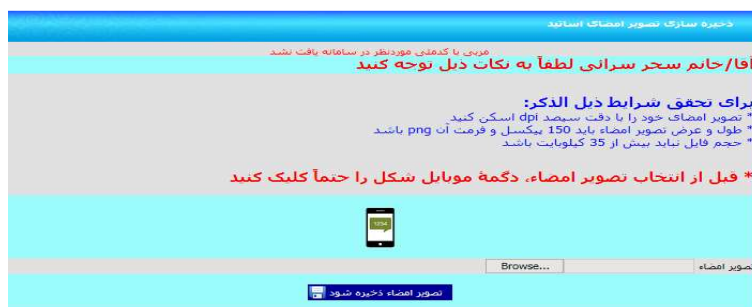 ذخیره سازی تصویر امضای اساتید
مربی با کدملی موردنظر در سامانه یافت نشد
آقا/خانم سحر سرائی لطفاً به نکات ذیل توجه کنید
برای تحقق شرایط ذیل الذکر:
* تصویر امضای خود را با دقت سیصد dpi اسکن کنید
* طول و عرض تصویر امضاء باید 150 پیکسل و فرمت آن png باشد
* حجم فایل نباید بیش از 35 کیلوبایت باشد
* قبل از انتخاب تصویر امضاء، دگمهٔ موبایل شکل را حتماً کلیک کنید
1234
تصویر امضاء Browse...
تصویر امضاء ذخیره شود